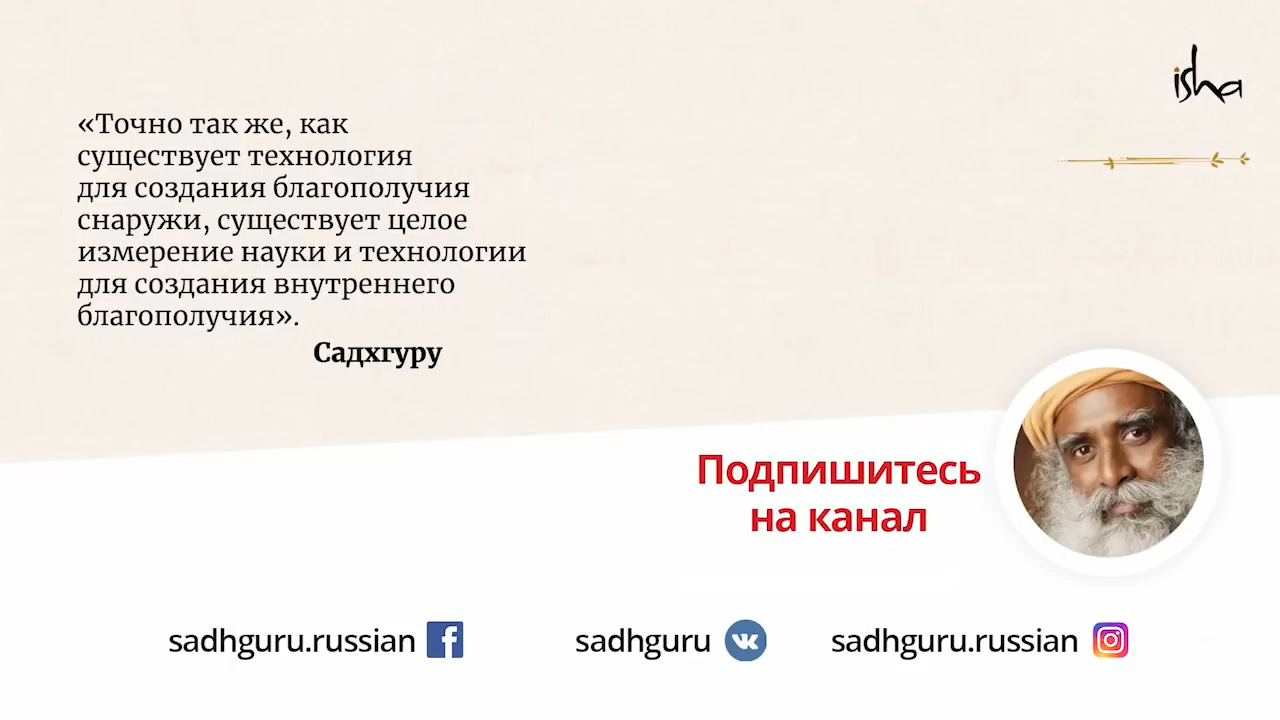 isha
«Точно так же, как
существует технология
для создания благополучия
снаружи, существует целое
измерение науки и технологии
для создания внутреннего
благополучия».
Садхгуру
Подпишитесь
на канал
sadhguru.russian
sadhguru
sadhguru.russian